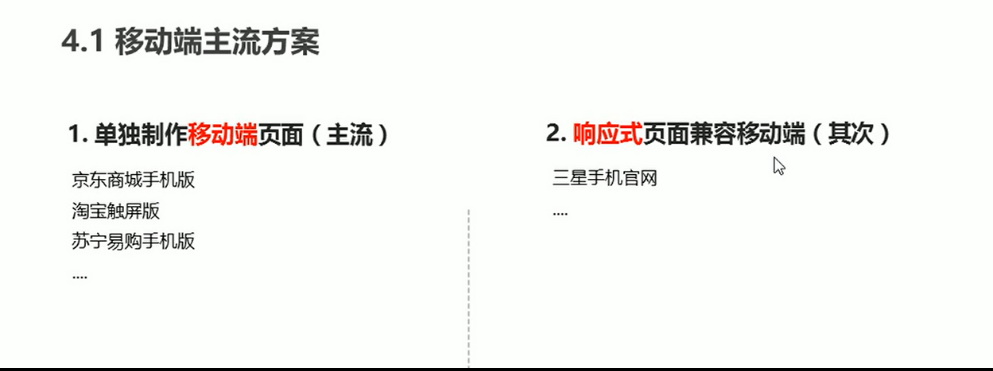 4.1 移动端主流方案
1. 单独制作移动端页面（主流）
京东商城手机版
淘宝触屏版
苏宁易购手机版
....
2. 响应式页面兼容移动端（其次）
三星手机官网
....